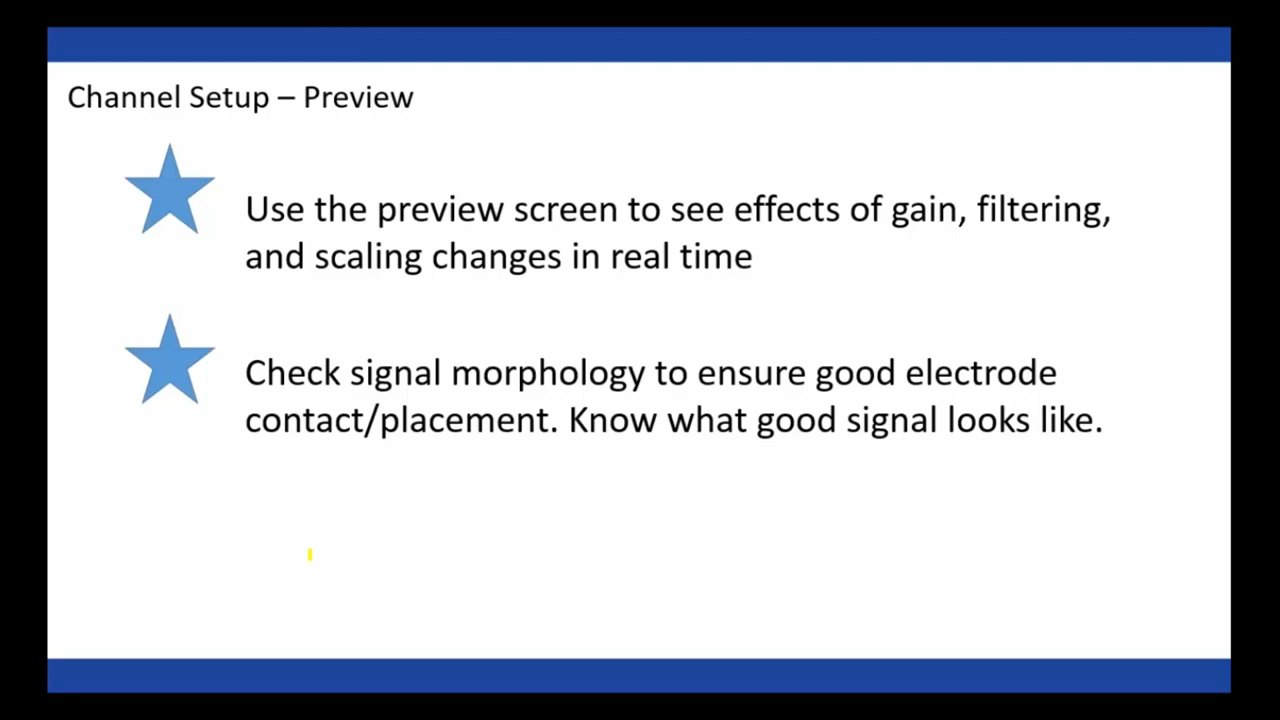 Channel Setup – Preview
Use the preview screen to see effects of gain, filtering,
and scaling changes in real time
Check signal morphology to ensure good electrode
contact/placement. Know what good signal looks like.